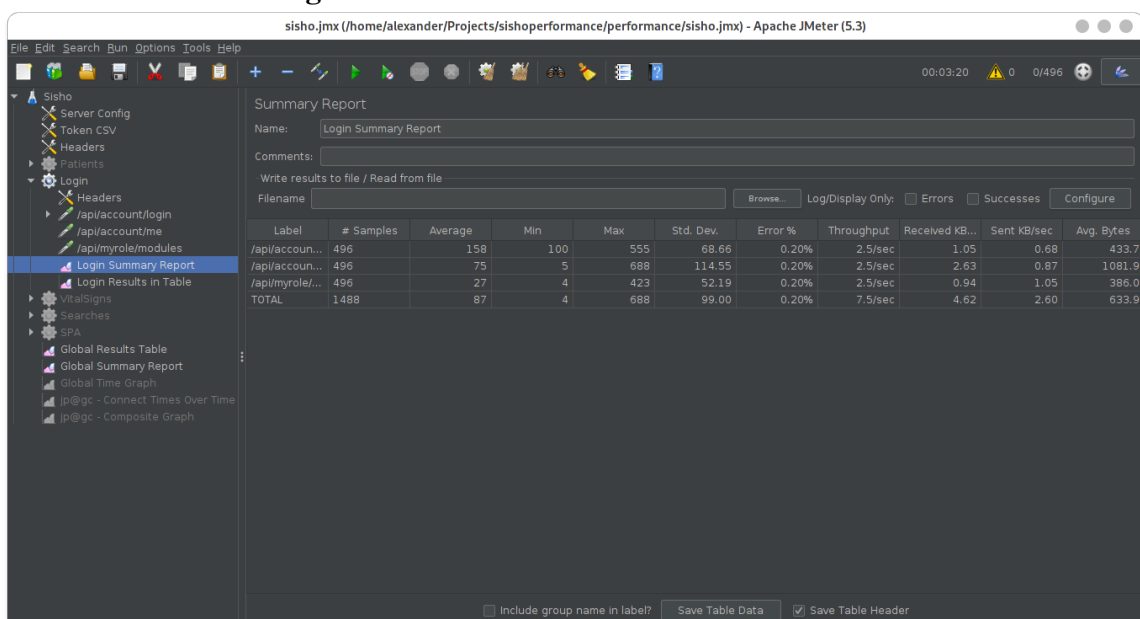 sisho.jmx (/home/alexander/Projects/sishoperformance/performance/sisho.jmx) - Apache JMeter (5.3)
File Edit Search Run Options Tools Help
00:03:20 0 0/496
Sisho
Server Config
Token CSV
Headers
Patients
Login
Headers
/api/account/login
/api/account/me
/api/myrole/modules
Login Summary Report
Login Results in Table
VitalSigns
Searches
SPA
Global Results Table
Global Summary Report
Global Time Graph
jp@gc - Connect Times Over Time
jp@gc - Composite Graph
Summary Report
Name: Login Summary Report
Comments:
Write results to file / Read from file
Filename Browse... Log/Display Only: Errors Successes Configure
Label # Samples Average Min Max Std. Dev. Error % Throughput Received KB... Sent KB/sec Avg. Bytes
/api/accoun... 496 158 100 555 68.66 0.20% 2.5/sec 1.05 0.68 433.7
/api/accoun... 496 75 5 688 114.55 0.20% 2.5/sec 2.63 0.87 1081.9
/api/myrole/... 496 27 4 423 52.19 0.20% 2.5/sec 0.94 1.05 386.0
TOTAL 1488 87 4 688 99.00 0.20% 7.5/sec 4.62 2.60 633.9
Include group name in label? Save Table Data Save Table Header